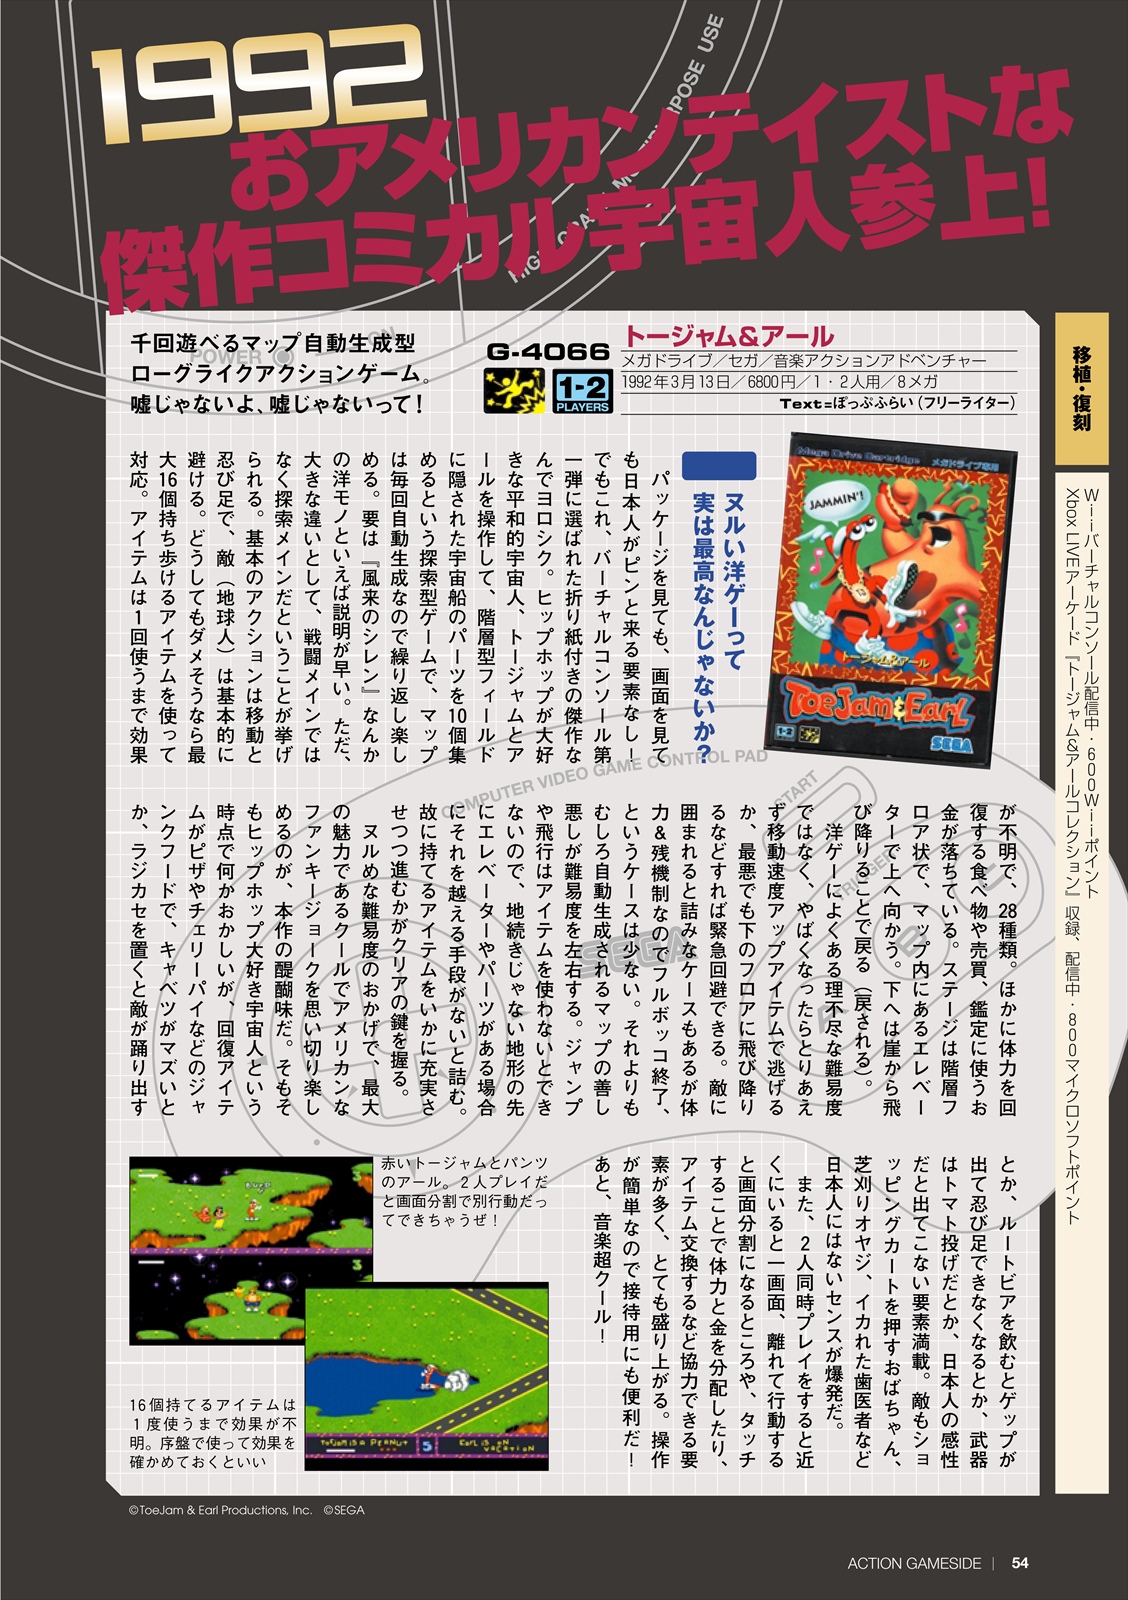 1992
おアメリカンテイストな
傑作コミカル宇宙人参上!
千回遊べるマップ自動生成型
ローグライクアクションゲーム。
嘘じゃないよ、嘘じゃないって!
G-4066
1-2
PLAYERS
トージャム&アール
メガドライブ/セガ/音楽アクションアドベンチャー
1992年3月13日/6800円/1・2人用/8メガ
Text=ぽっぷふらい(フリーライター)
移植・復刻
Wiiバーチャルコンソール配信中・600Wiiポイント
Xbox LIVEアーケード『トージャム&アールコレクション』収録、配信中・800マイクロソフトポイント
Mega Drive Cartridge メガドライブ専用
JAMMIN'!
トージャム&アール
ToeJam & Earl
SEGA
ヌルい洋ゲーって
実は最高なんじゃないか?
パッケージを見ても、画面を見て
も日本人がピンと来る要素なし!
でもこれ、バーチャルコンソール第
一弾に選ばれた折り紙付きの傑作な
んでヨロシク。ヒップホップが大好
きな平和的宇宙人、トージャムとア
ールを操作して、階層型フィールド
に隠された宇宙船のパーツを10個集
めるという探索型ゲームで、マップ
は毎回自動生成なので繰り返し楽し
める。要は『風来のシレン』なんか
の洋モノといえば説明が早い。ただ、
大きな違いとして、戦闘メインでは
なく探索メインだということが挙げ
られる。基本のアクションは移動と
忍び足で、敵(地球人)は基本的に
避ける。どうしてもダメそうなら最
大16個持ち歩けるアイテムを使って
対応。アイテムは1回使うまで効果
が不明で、28種類。ほかに体力を回
復する食べ物や売買、鑑定に使うお
金が落ちている。ステージは階層フ
ロア状で、マップ内にあるエレベー
ターで上へ向かう。下へは崖から飛
び降りることで戻る(戻される)。
洋ゲーによくある理不尽な難易度
ではなく、やばくなったらとりあえ
ず移動速度アップアイテムで逃げる
か、最悪でも下のフロアに飛び降り
るなどすれば緊急回避できる。敵に
囲まれると詰みなケースもあるが体
力&残機制なのでフルボッコ終了、
というケースは少ない。それよりも
むしろ自動生成されるマップの善し
悪しが難易度を左右する。ジャンプ
や飛行はアイテムを使わないとでき
ないので、地続きじゃない地形の先
にエレベーターやパーツがある場合
にそれを越える手段がないと詰む。
故に持てるアイテムをいかに充実さ
せつつ進むかがクリアの鍵を握る。
ヌルめな難易度のおかげで、最大
の魅力であるクールでアメリカンな
ファンキージョークを思い切り楽し
めるのが、本作の醍醐味だ。そもそ
もヒップホップ大好き宇宙人という
時点で何かおかしいが、回復アイテ
ムがピザやチェリーパイなどのジャ
ンクフードで、キャベツがマズいと
か、ラジカセを置くと敵が踊り出す
とか、ルートビアを飲むとゲップが
出て忍び足できなくなるとか、武器
はトマト投げだとか、日本人の感性
だと出てこない要素満載。敵もショ
ッピングカートを押すおばちゃん、
芝刈りオヤジ、イカれた歯医者など
日本人にはないセンスが爆発だ。
また、2人同時プレイをすると近
くにいると一画面、離れて行動する
と画面分割になるところや、タッチ
することで体力と金を分配したり、
アイテム交換するなど協力できる要
素が多く、とても盛り上がる。操作
が簡単なので接待用にも便利だ!
あと、音楽超クール!
赤いトージャムとパンツ
のアール。2人プレイだ
と画面分割で別行動だっ
てできちゃうぜ!
3
ToeJam is a Peanut
5
Earl is on vacation
16個持てるアイテムは
1度使うまで効果が不
明。序盤で使って効果を
確かめておくといい
POWER
ON
COMPUTER VIDEO GAME CONTROL PAD
START
TRIGGER
A
B
SEGA
©ToeJam & Earl Productions, Inc. ©SEGA
ACTION GAMESIDE | 54